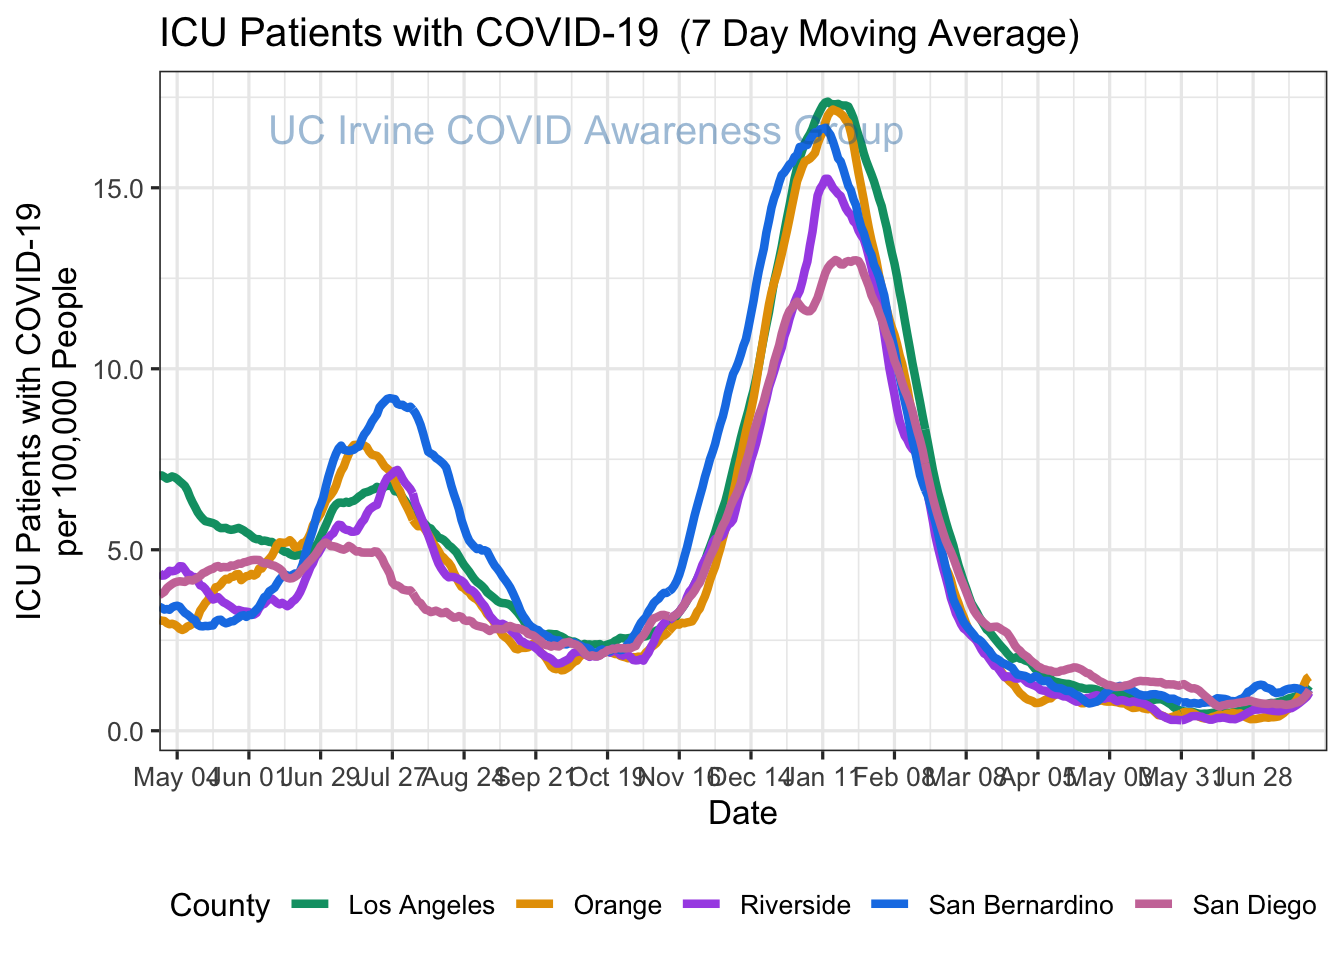 ICU Patients with COVID-19 (7 Day Moving Average)
UC Irvine COVID Awareness Group
ICU Patients with COVID-19
per 100,000 People
15.0
10.0
5.0
0.0
May 04 Jun 01 Jun 29 Jul 27 Aug 24 Sep 21 Oct 19 Nov 16 Dec 14 Jan 11 Feb 08 Mar 08 Apr 05 May 03 May 31 Jun 28
Date
County Los Angeles Orange Riverside San Bernardino San Diego